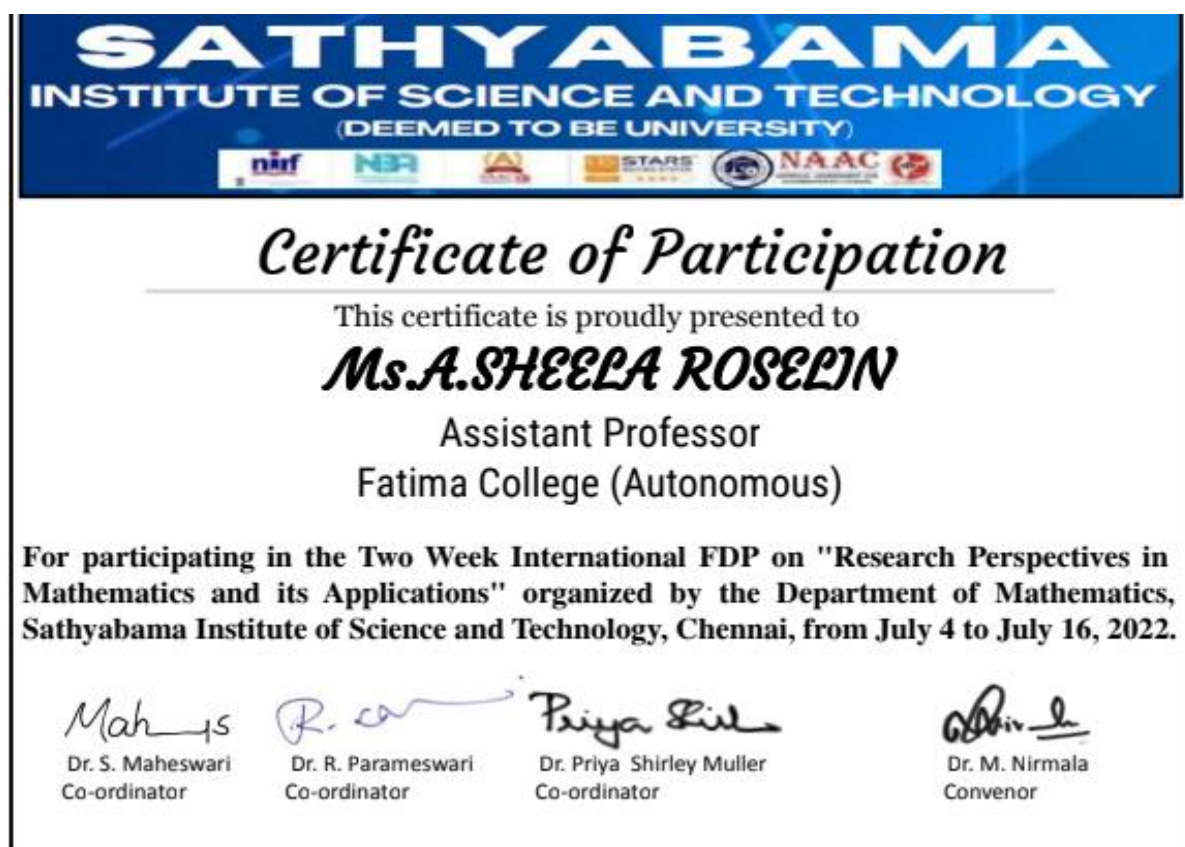 SATHYABAMA
INSTITUTE OF SCIENCE AND TECHNOLOGY
(DEEMED TO BE UNIVERSITY)
nirf NBA STARS NAAC
Certificate of Participation
This certificate is proudly presented to
Ms.A.SHEELA ROSELIN
Assistant Professor
Fatima College (Autonomous)
For participating in the Two Week International FDP on "Research Perspectives in
Mathematics and its Applications" organized by the Department of Mathematics,
Sathyabama Institute of Science and Technology, Chennai, from July 4 to July 16, 2022.
Priya
Dr. S. Maheswari Dr. R. Parameswari Dr. Priya Shirley Muller Dr. M. Nirmala
Co-ordinator Co-ordinator Co-ordinator Convenor